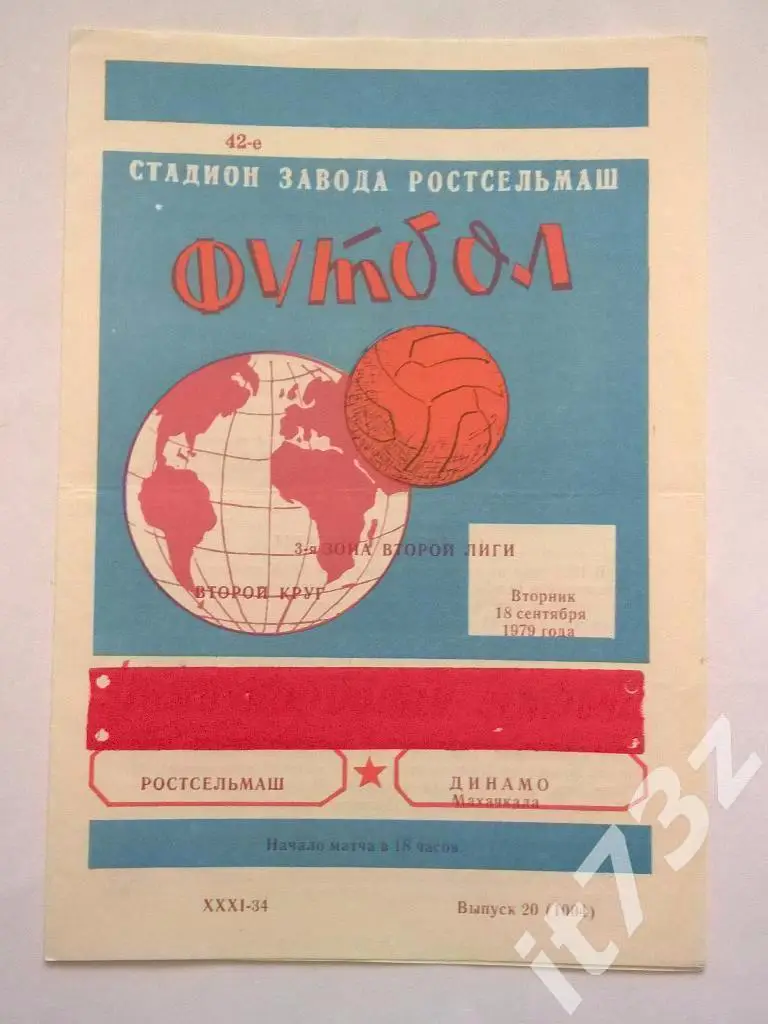 42-е
СТАДИОН ЗАВОДА РОСТСЕЛЬМАШ
ФУТБОЛ
3-я ЗОНА ВТОРОЙ ЛИГИ
ВТОРОЙ КРУГ
Вторник
18 сентября
1979 года
РОСТСЕЛЬМАШ
ДИНАМО
Махачкала
Начало матча в 18 часов
XXXI-34
Выпуск 20 (1004)
it73z